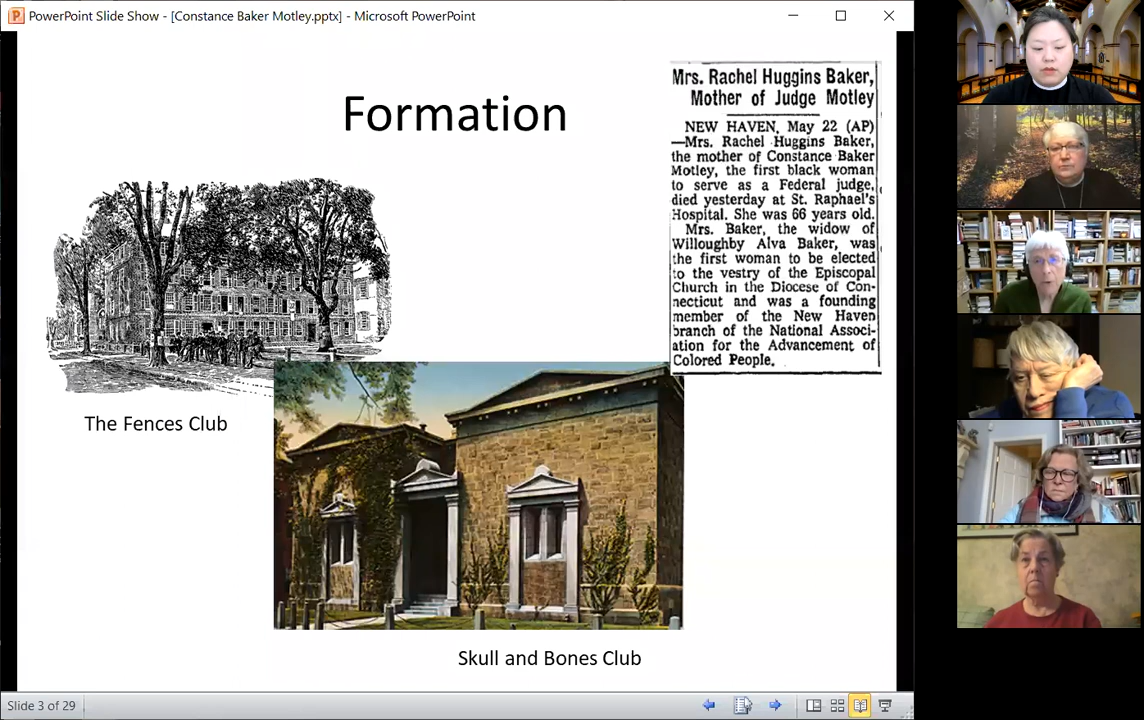 PowerPoint Slide Show - [Constance Baker Motley.pptx] - Microsoft PowerPoint
Formation
Mrs. Rachel Huggins Baker,
Mother of Judge Motley
NEW HAVEN, May 22 (AP)
—Mrs. Rachel Huggins Baker,
the mother of Constance Baker
Motley, the first black woman
to serve as a Federal judge,
died yesterday at St. Raphael's
Hospital. She was 66 years old.
Mrs. Baker, the widow of
Willoughby Alva Baker, was
the first woman to be elected
to the vestry of the Episcopal
Church in the Diocese of Con-
necticut and was a founding
member of the New Haven
branch of the National Associ-
ation for the Advancement of
Colored People.
The Fences Club
Skull and Bones Club
Slide 3 of 29